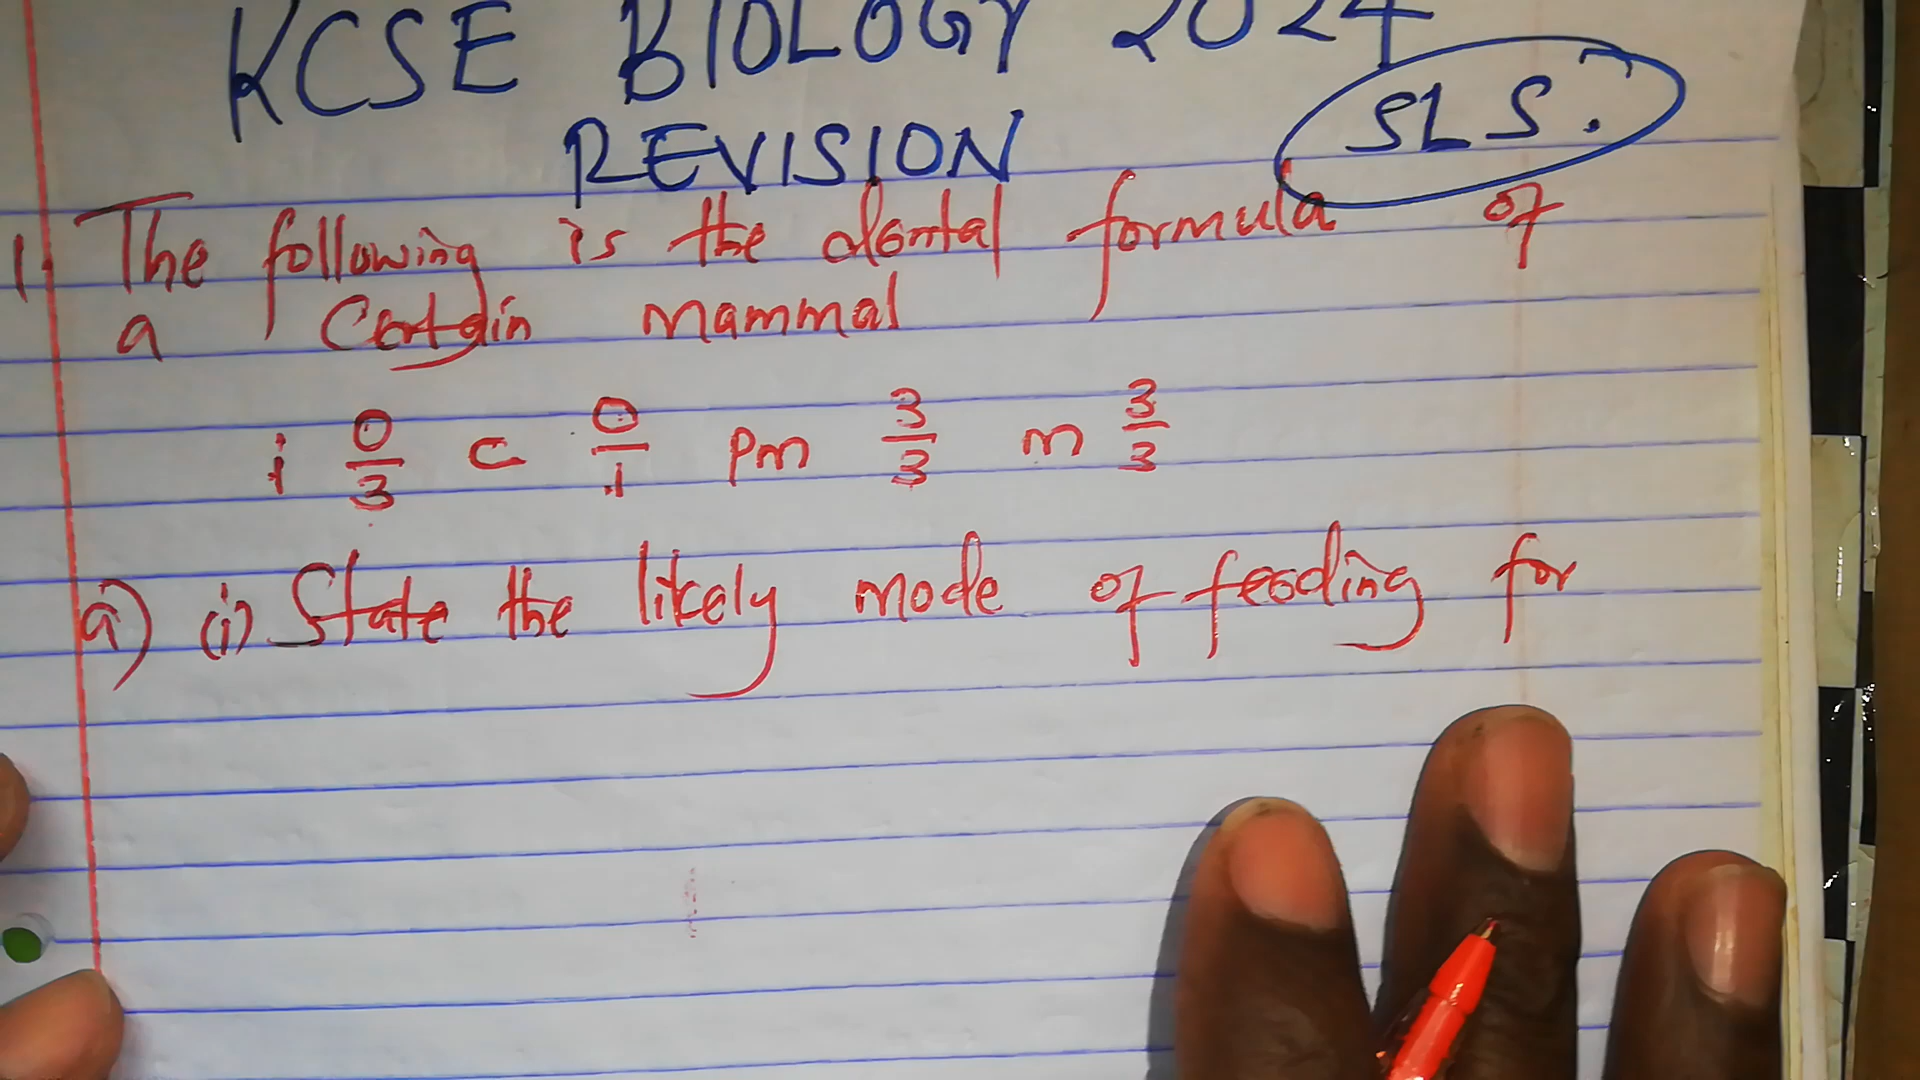 KCSE BIOLOGY 2024
REVISION
SLS.
1. The following is the dental formula of
a certain mammal
i 0/3 c 0/1 pm 3/3 m 3/3
a) (i) State the likely mode of feeding for